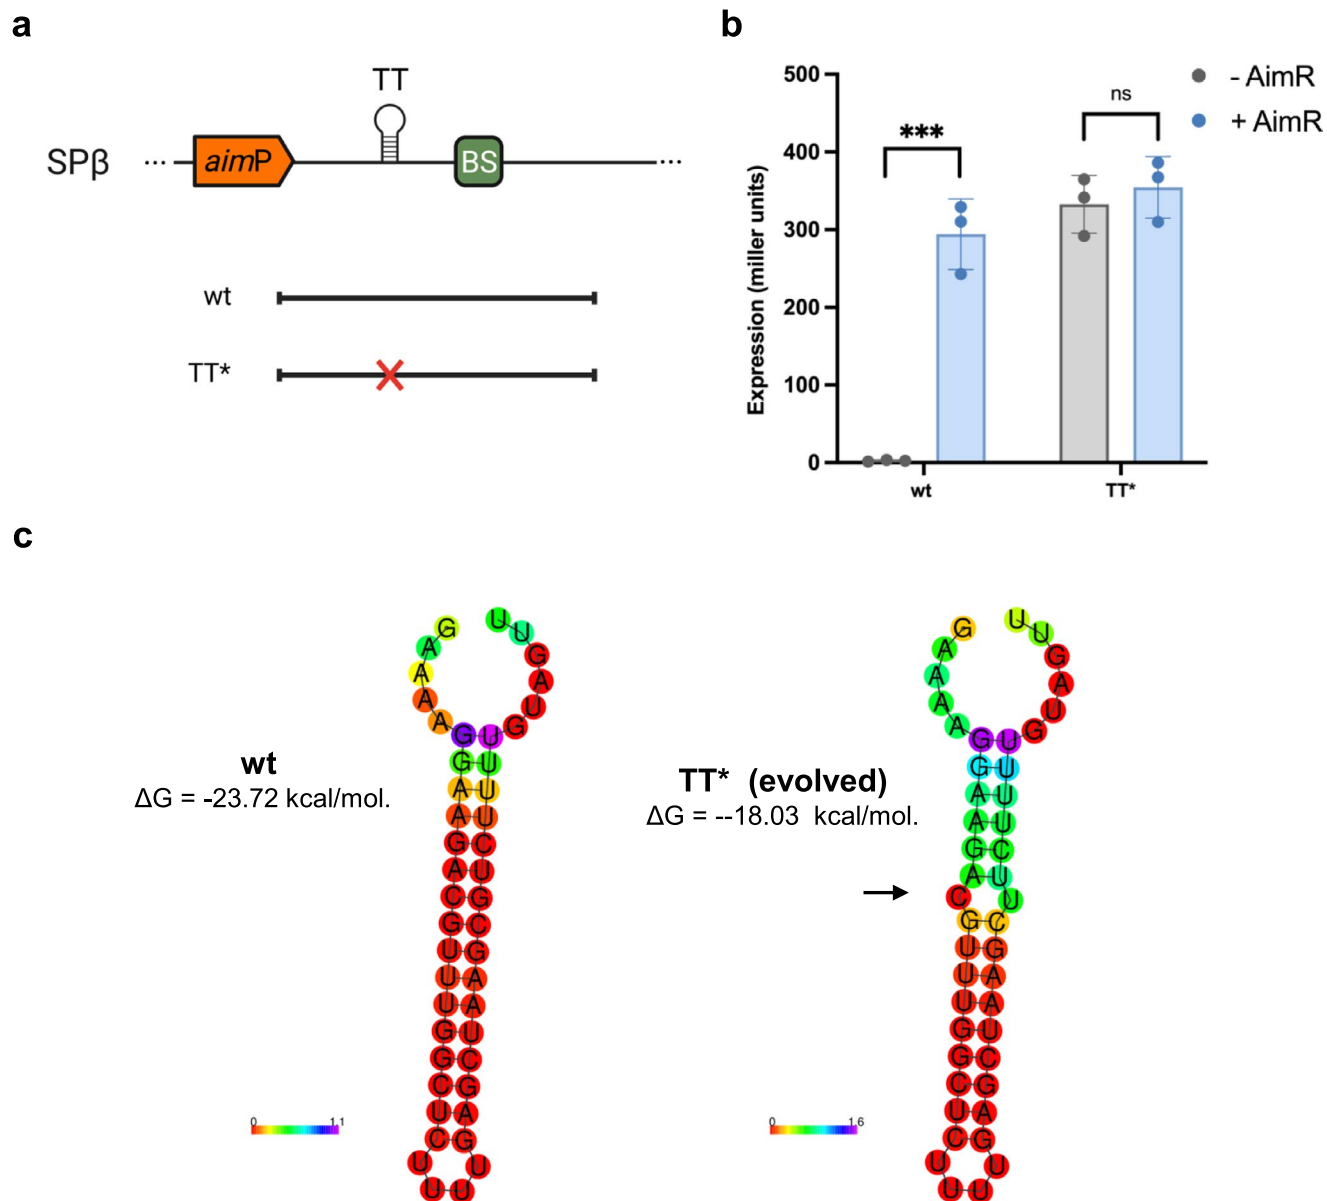 a
TT
SPβ
...
aimP
BS
...
wt
TT*
b
500
400
300
200
100
0
Expression (miller units)
***
ns
- AimR
+ AimR
wt
TT*
c
wt
ΔG = -23.72 kcal/mol.
G A A A A G G A A G A C G U U U G G C U C U U U U G A G C U A A G C G U C U U U U G U A G U U
0 1.1
TT* (evolved)
ΔG = --18.03 kcal/mol.
G A A A A G G A A G A C G U U U G G C U C U U U U G A G C U A A G C U U C U U U U G U A G U U
0 1.6